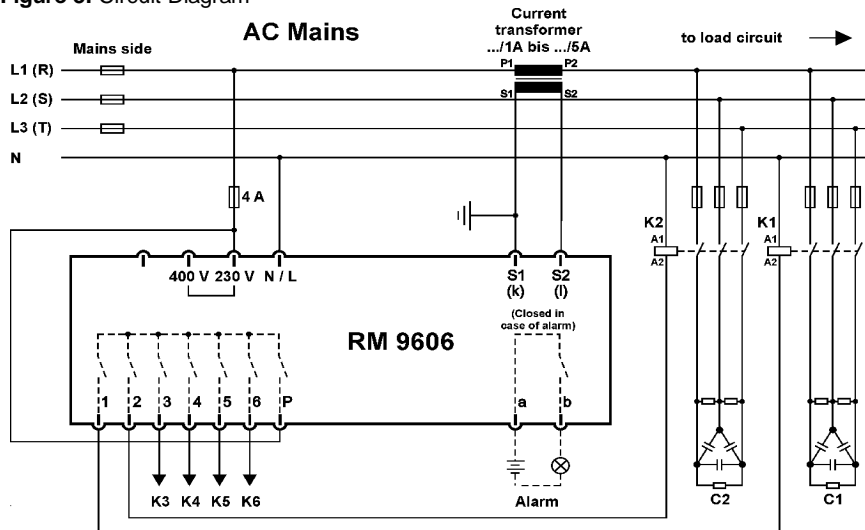 Figure 3. Circuit Diagram
AC Mains
Current
transformer
.../1A bis .../5A
to load circuit
Mains side
P1 P2
L1 (R)
L2 (S)
S1 S2
L3 (T)
N
4 A
K2
K1
A1
A2
A1
A2
400 V 230 V N / L
S1
(k)
S2
(l)
(Closed in
case of alarm)
RM 9606
1 2 3 4 5 6 P
a b
K3 K4 K5 K6
Alarm
C2
C1